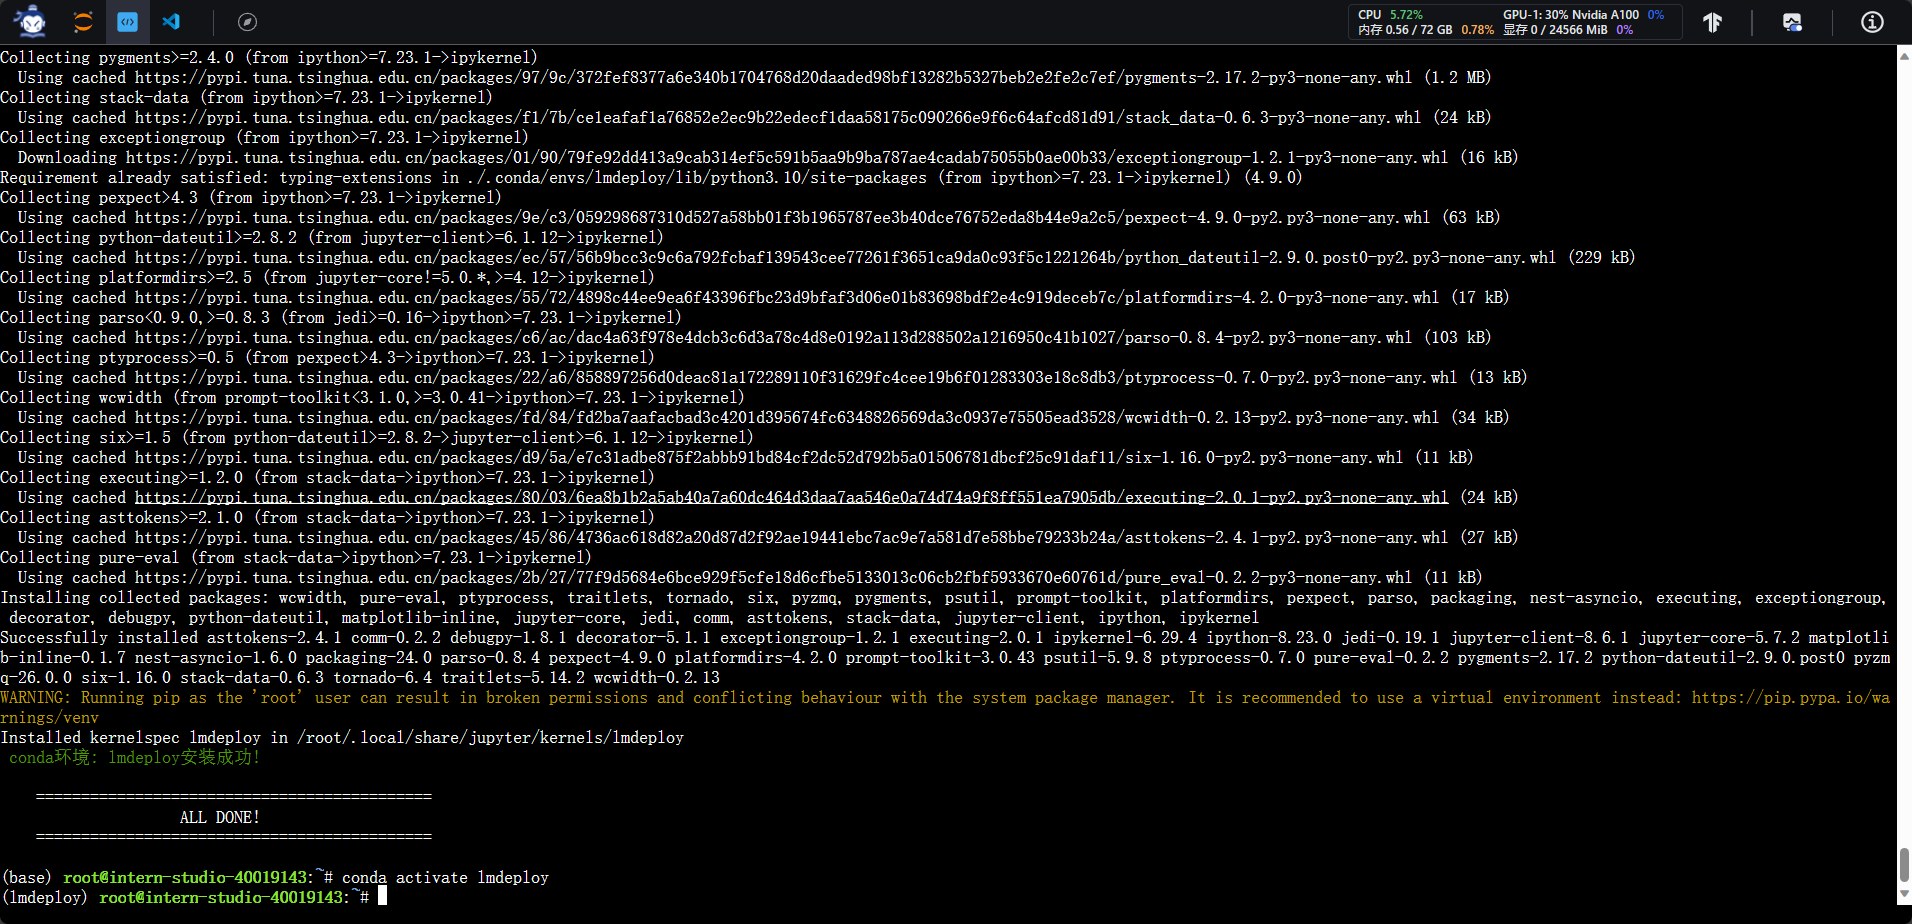 CPU 5.72% GPU-1: 30% Nvidia A100 0%
内存 0.56 / 72 GB 0.78% 显存 0 / 24566 MiB 0%
Collecting pygments>=2.4.0 (from ipython>=7.23.1->ipykernel)
  Using cached https://pypi.tuna.tsinghua.edu.cn/packages/97/9c/372fef8377a6e340b1704768d20daaded98bf13282b5327beb2e2fe2c7ef/pygments-2.17.2-py3-none-any.whl (1.2 MB)
Collecting stack-data (from ipython>=7.23.1->ipykernel)
  Using cached https://pypi.tuna.tsinghua.edu.cn/packages/f1/7b/ce1eafaf1a76852e2ec9b22edecf1daa58175c090266e9f6c64afcd81d91/stack_data-0.6.3-py3-none-any.whl (24 kB)
Collecting exceptiongroup (from ipython>=7.23.1->ipykernel)
  Downloading https://pypi.tuna.tsinghua.edu.cn/packages/01/90/79fe92dd413a9cab314ef5c591b5aa9b9ba787ae4cadab75055b0ae00b33/exceptiongroup-1.2.1-py3-none-any.whl (16 kB)
Requirement already satisfied: typing-extensions in ./.conda/envs/lmdeploy/lib/python3.10/site-packages (from ipython>=7.23.1->ipykernel) (4.9.0)
Collecting pexpect>4.3 (from ipython>=7.23.1->ipykernel)
  Using cached https://pypi.tuna.tsinghua.edu.cn/packages/9e/c3/059298687310d527a58bb01f3b1965787ee3b40dce76752eda8b44e9a2c5/pexpect-4.9.0-py2.py3-none-any.whl (63 kB)
Collecting python-dateutil>=2.8.2 (from jupyter-client>=6.1.12->ipykernel)
  Using cached https://pypi.tuna.tsinghua.edu.cn/packages/ec/57/56b9bcc3c9c6a792fcbaf139543cee77261f3651ca9da0c93f5c1221264b/python_dateutil-2.9.0.post0-py2.py3-none-any.whl (229 kB)
Collecting platformdirs>=2.5 (from jupyter-core!=5.0.*,>=4.12->ipykernel)
  Using cached https://pypi.tuna.tsinghua.edu.cn/packages/55/72/4898c44ee9ea6f43396fbc23d9bfaf3d06e01b83698bdf2e4c919deceb7c/platformdirs-4.2.0-py3-none-any.whl (17 kB)
Collecting parso<0.9.0,>=0.8.3 (from jedi>=0.16->ipython>=7.23.1->ipykernel)
  Using cached https://pypi.tuna.tsinghua.edu.cn/packages/c6/ac/dac4a63f978e4dcb3c6d3a78c4d8e0192a113d288502a1216950c41b1027/parso-0.8.4-py2.py3-none-any.whl (103 kB)
Collecting ptyprocess>=0.5 (from pexpect>4.3->ipython>=7.23.1->ipykernel)
  Using cached https://pypi.tuna.tsinghua.edu.cn/packages/22/a6/858897256d0deac81a172289110f31629fc4cee19b6f01283303e18c8db3/ptyprocess-0.7.0-py2.py3-none-any.whl (13 kB)
Collecting wcwidth (from prompt-toolkit<3.1.0,>=3.0.41->ipython>=7.23.1->ipykernel)
  Using cached https://pypi.tuna.tsinghua.edu.cn/packages/fd/84/fd2ba7aafacbad3c4201d395674fc6348826569da3c0937e75505ead3528/wcwidth-0.2.13-py2.py3-none-any.whl (34 kB)
Collecting six>=1.5 (from python-dateutil>=2.8.2->jupyter-client>=6.1.12->ipykernel)
  Using cached https://pypi.tuna.tsinghua.edu.cn/packages/d9/5a/e7c31adbe875f2abbb91bd84cf2dc52d792b5a01506781dbcf25c91daf11/six-1.16.0-py2.py3-none-any.whl (11 kB)
Collecting executing>=1.2.0 (from stack-data->ipython>=7.23.1->ipykernel)
  Using cached https://pypi.tuna.tsinghua.edu.cn/packages/80/03/6ea8b1b2a5ab40a7a60dc464d3daa7aa546e0a74d74a9f8ff551ea7905db/executing-2.0.1-py2.py3-none-any.whl (24 kB)
Collecting asttokens>=2.1.0 (from stack-data->ipython>=7.23.1->ipykernel)
  Using cached https://pypi.tuna.tsinghua.edu.cn/packages/45/86/4736ac618d82a20d87d2f92ae19441ebc7ac9e7a581d7e58bbe79233b24a/asttokens-2.4.1-py2.py3-none-any.whl (27 kB)
Collecting pure-eval (from stack-data->ipython>=7.23.1->ipykernel)
  Using cached https://pypi.tuna.tsinghua.edu.cn/packages/2b/27/77f9d5684e6bce929f5cfe18d6cfbe5133013c06cb2fbf5933670e60761d/pure_eval-0.2.2-py3-none-any.whl (11 kB)
Installing collected packages: wcwidth, pure-eval, ptyprocess, traitlets, tornado, six, pyzmq, pygments, psutil, prompt-toolkit, platformdirs, pexpect, parso, packaging, nest-asyncio, executing, exceptiongroup,
 decorator, debugpy, python-dateutil, matplotlib-inline, jupyter-core, jedi, comm, asttokens, stack-data, jupyter-client, ipython, ipykernel
Successfully installed asttokens-2.4.1 comm-0.2.2 debugpy-1.8.1 decorator-5.1.1 exceptiongroup-1.2.1 executing-2.0.1 ipykernel-6.29.4 ipython-8.23.0 jedi-0.19.1 jupyter-client-8.6.1 jupyter-core-5.7.2 matplotli
b-inline-0.1.7 nest-asyncio-1.6.0 packaging-24.0 parso-0.8.4 pexpect-4.9.0 platformdirs-4.2.0 prompt-toolkit-3.0.43 psutil-5.9.8 ptyprocess-0.7.0 pure-eval-0.2.2 pygments-2.17.2 python-dateutil-2.9.0.post0 pyzm
q-26.0.0 six-1.16.0 stack-data-0.6.3 tornado-6.4 traitlets-5.14.2 wcwidth-0.2.13
WARNING: Running pip as the 'root' user can result in broken permissions and conflicting behaviour with the system package manager. It is recommended to use a virtual environment instead: https://pip.pypa.io/wa
rnings/venv
Installed kernelspec lmdeploy in /root/.local/share/jupyter/kernels/lmdeploy
 conda环境: lmdeploy安装成功!
============================================
ALL DONE!
============================================
(base) root@intern-studio-40019143:~# conda activate lmdeploy
(lmdeploy) root@intern-studio-40019143:~#